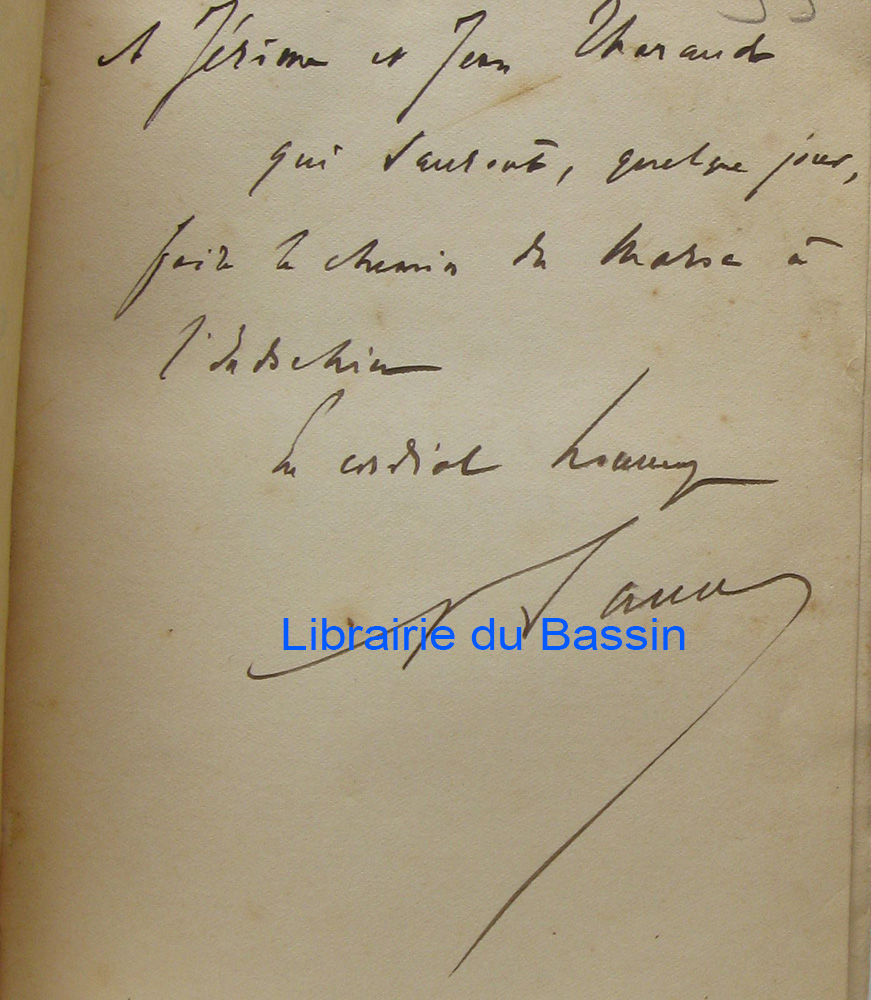 A Jérôme et Jean Tharaud
qui sauront, quelque jour,
faire le chemin du Maroc à
l'Indochine
En cordial hommage
Librairie du Bassin